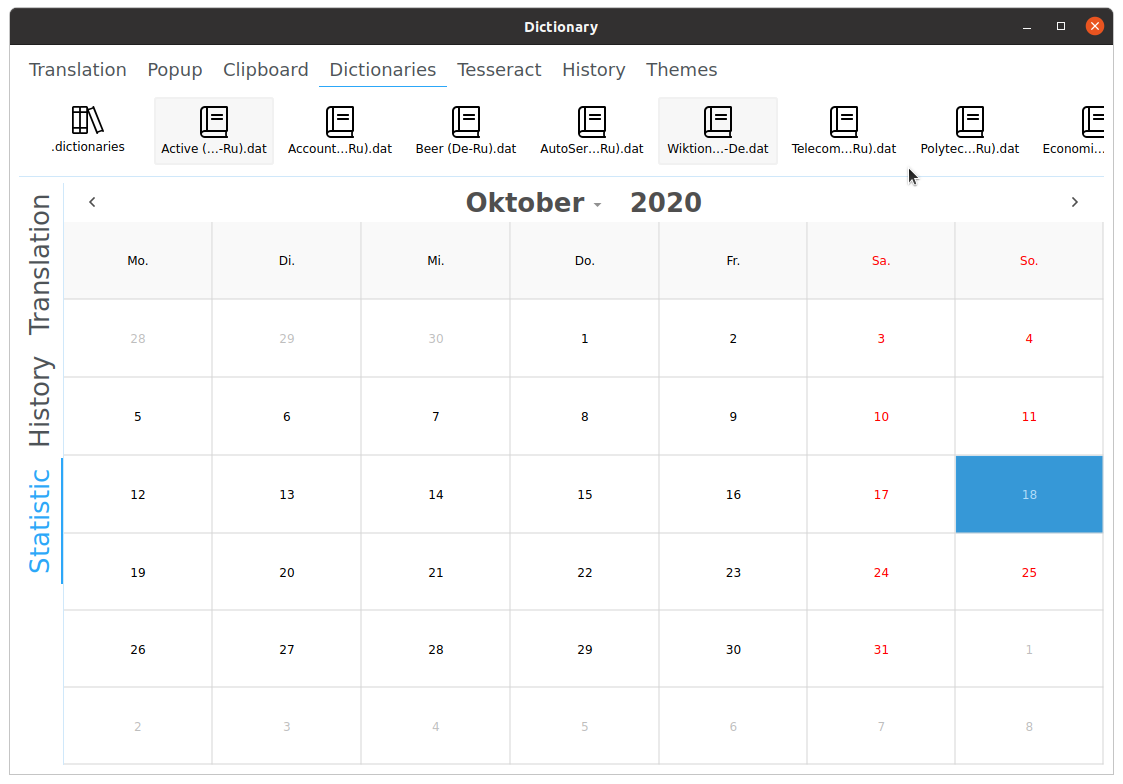 Dictionary
Translation Popup Clipboard Dictionaries Tesseract History Themes
.dictionaries Active (...-Ru).dat Account...Ru).dat Beer (De-Ru).dat AutoSer...Ru).dat Wiktion...-De.dat Telecom...Ru).dat Polytec...Ru).dat Economi...
Translation
History
Statistic
Oktober 2020
Mo. Di. Mi. Do. Fr. Sa. So.
28 29 30 1 2 3 4
5 6 7 8 9 10 11
12 13 14 15 16 17 18
19 20 21 22 23 24 25
26 27 28 29 30 31 1
2 3 4 5 6 7 8